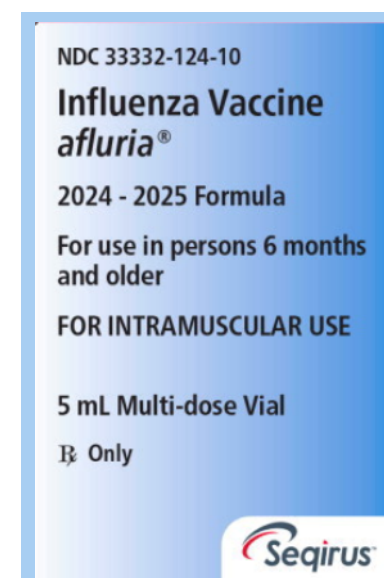 NDC 33332-124-10
Influenza Vaccine
afluria®
2024 - 2025 Formula
For use in persons 6 months
and older
FOR INTRAMUSCULAR USE
5 mL Multi-dose Vial
℞ Only
Seqirus™